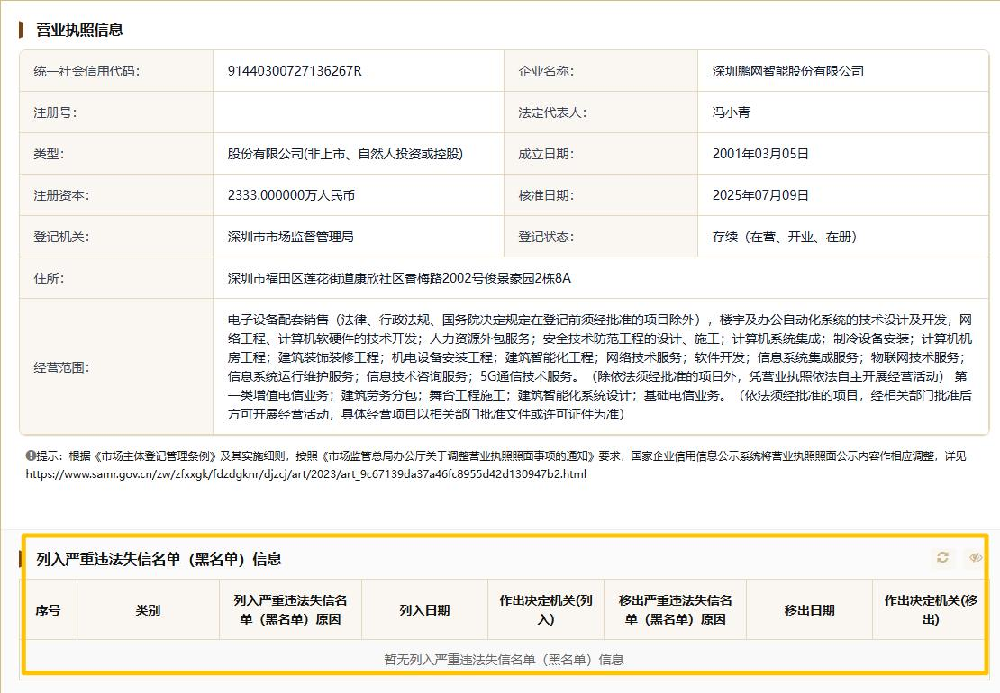 营业执照信息
统一社会信用代码： 91440300727136267R 企业名称： 深圳鹏网智能股份有限公司
注册号： 法定代表人： 冯小青
类型： 股份有限公司(非上市、自然人投资或控股) 成立日期： 2001年03月05日
注册资本： 2333.000000万人民币 核准日期： 2025年07月09日
登记机关： 深圳市市场监督管理局 登记状态： 存续（在营、开业、在册）
住所： 深圳市福田区莲花街道康欣社区香梅路2002号俊景豪园2栋8A
经营范围：
电子设备配套销售（法律、行政法规、国务院决定规定在登记前须经批准的项目除外），楼宇及办公自动化系统的技术设计及开发，网
络工程、计算机软硬件的技术开发；人力资源外包服务；安全技术防范工程的设计、施工；计算机系统集成；制冷设备安装；计算机机
房工程；建筑装饰装修工程；机电设备安装工程；建筑智能化工程；网络技术服务；软件开发；信息系统集成服务；物联网技术服务；
信息系统运行维护服务；信息技术咨询服务；5G通信技术服务。（除依法须经批准的项目外，凭营业执照依法自主开展经营活动） 第
一类增值电信业务；建筑劳务分包；舞台工程施工；建筑智能化系统设计；基础电信业务。（依法须经批准的项目，经相关部门批准后
方可开展经营活动，具体经营项目以相关部门批准文件或许可证件为准）
提示：根据《市场主体登记管理条例》及其实施细则，按照《市场监管总局办公厅关于调整营业执照照面事项的通知》要求，国家企业信用信息公示系统将营业执照照面公示内容作相应调整，详见
https://www.samr.gov.cn/zw/zfxxgk/fdzdgknr/djzcj/art/2023/art_9c67139da37a46fc8955d42d130947b2.html
列入严重违法失信名单（黑名单）信息
序号 类别 列入严重违法失信名单（黑名单）原因 列入日期 作出决定机关(列入) 移出严重违法失信名单（黑名单）原因 移出日期 作出决定机关(移出)
暂无列入严重违法失信名单（黑名单）信息